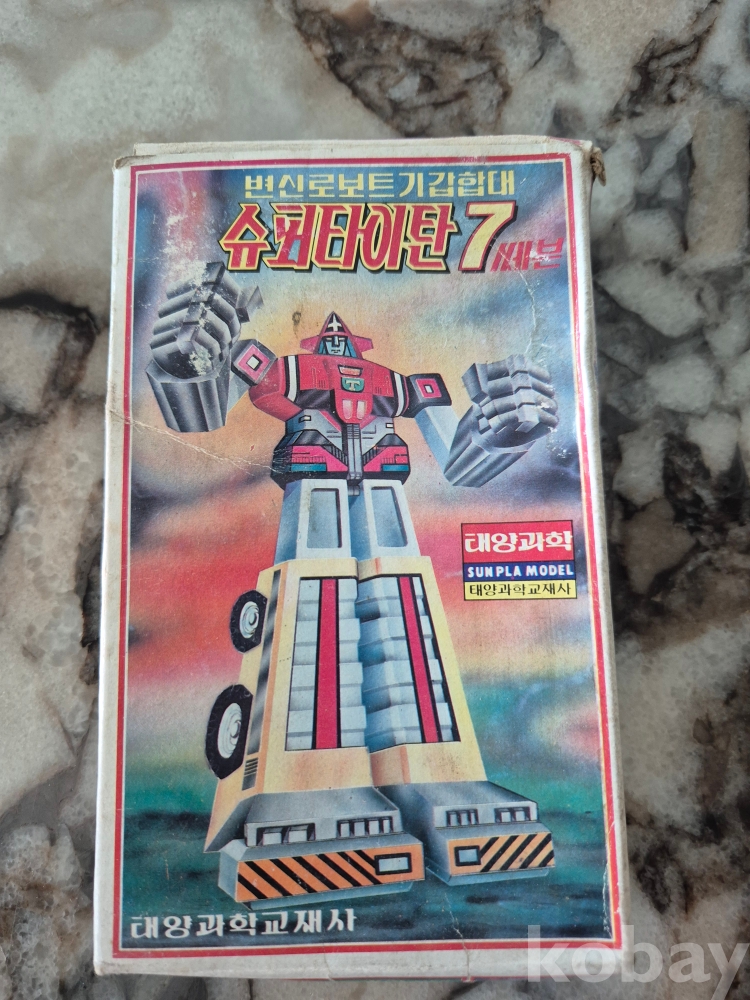 변신로보트기갑합대
슈퍼타이탄 7 쎄븐
태양과학
SUNPLA MODEL
태양과학교재사
태양과학교재사
kobay